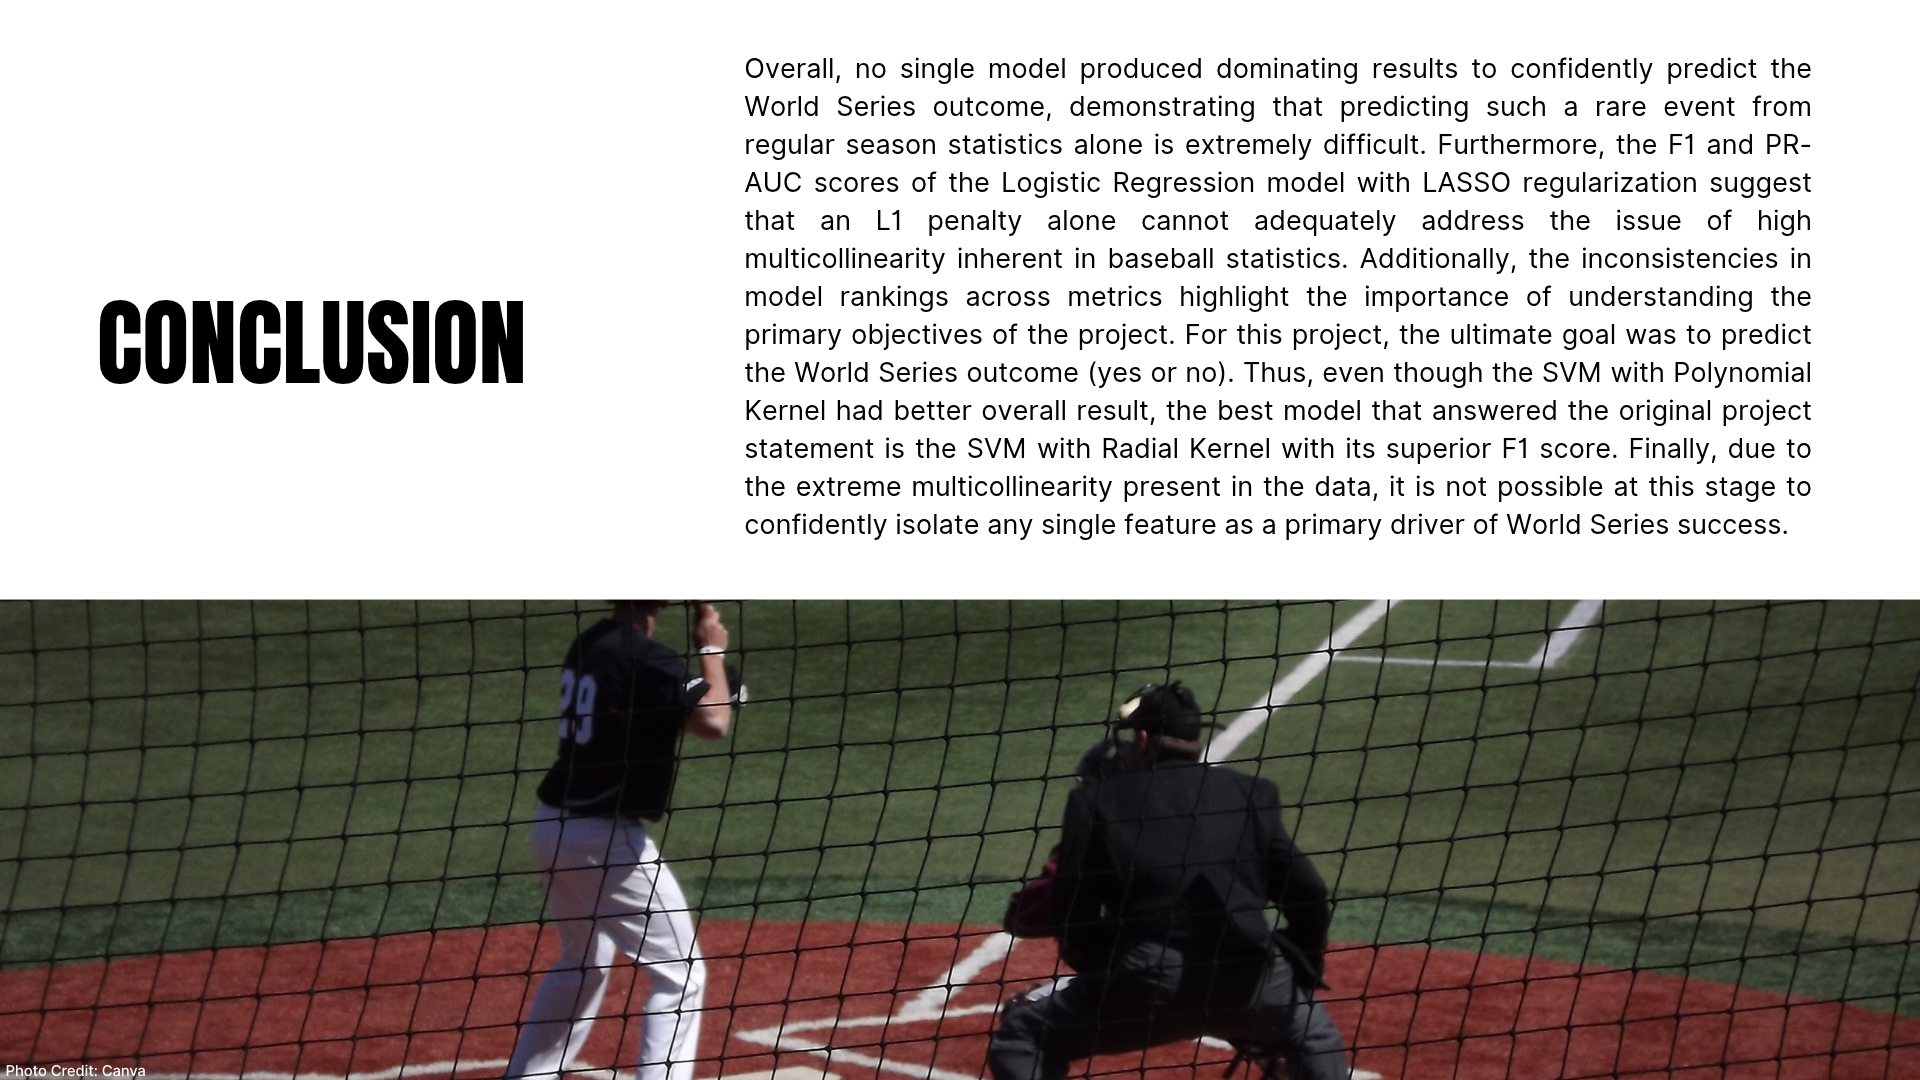 CONCLUSION
Overall, no single model produced dominating results to confidently predict the
World Series outcome, demonstrating that predicting such a rare event from
regular season statistics alone is extremely difficult. Furthermore, the F1 and PR-
AUC scores of the Logistic Regression model with LASSO regularization suggest
that an L1 penalty alone cannot adequately address the issue of high
multicollinearity inherent in baseball statistics. Additionally, the inconsistencies in
model rankings across metrics highlight the importance of understanding the
primary objectives of the project. For this project, the ultimate goal was to predict
the World Series outcome (yes or no). Thus, even though the SVM with Polynomial
Kernel had better overall result, the best model that answered the original project
statement is the SVM with Radial Kernel with its superior F1 score. Finally, due to
the extreme multicollinearity present in the data, it is not possible at this stage to
confidently isolate any single feature as a primary driver of World Series success.
29
Photo Credit: Canva